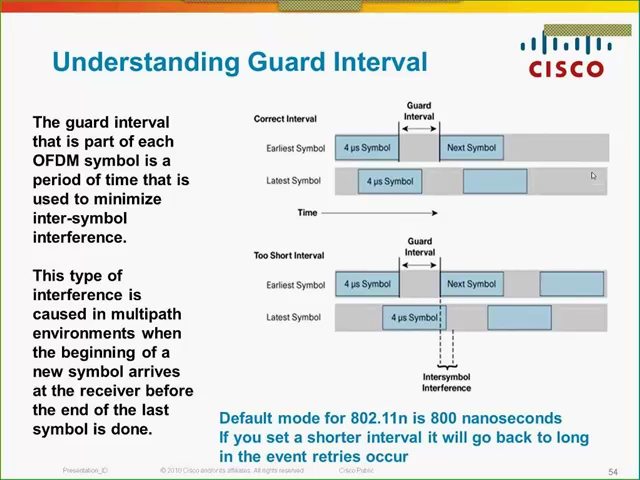 Understanding Guard Interval
CISCO
The guard interval
that is part of each
OFDM symbol is a
period of time that is
used to minimize
inter-symbol
interference.
This type of
interference is
caused in multipath
environments when
the beginning of a
new symbol arrives
at the receiver before
the end of the last
symbol is done.
Guard
Interval
Correct Interval
Earliest Symbol
4 µs Symbol
Next Symbol
Latest Symbol
4 µs Symbol
Time
Guard
Interval
Too Short Interval
Earliest Symbol
4 µs Symbol
Next Symbol
Latest Symbol
4 µs Symbol
Intersymbol
Interference
Default mode for 802.11n is 800 nanoseconds
If you set a shorter interval it will go back to long
in the event retries occur
Presentation_ID
© 2010 Cisco and/or its affiliates. All rights reserved.
Cisco Public
54